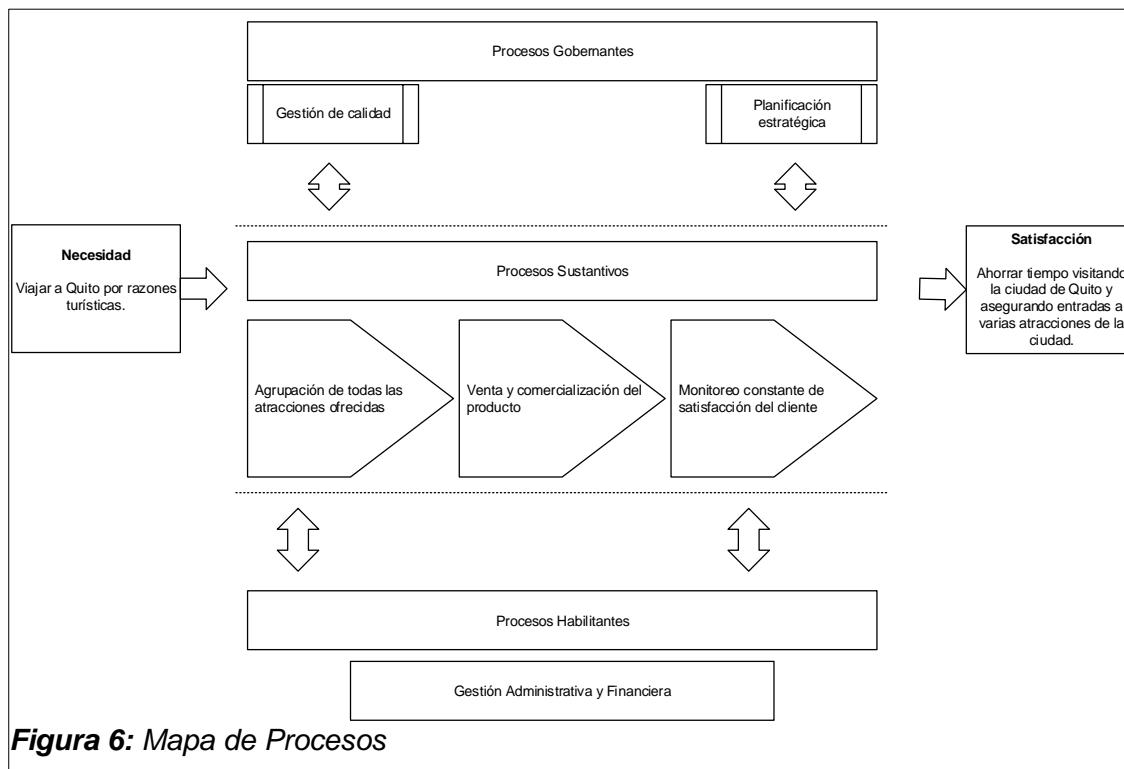 Procesos Gobernantes
Gestión de calidad
Planificación
estratégica
Necesidad
Viajar a Quito por razones
turísticas.
Procesos Sustantivos
Satisfacción
Ahorrar tiempo visitando
la ciudad de Quito y
asegurando entradas a
varias atracciones de la
ciudad.
Agrupación de todas las
atracciones ofrecidas
Venta y comercialización del
producto
Monitoreo constante de
satisfacción del cliente
Procesos Habilitantes
Gestión Administrativa y Financiera
Figura 6: Mapa de Procesos